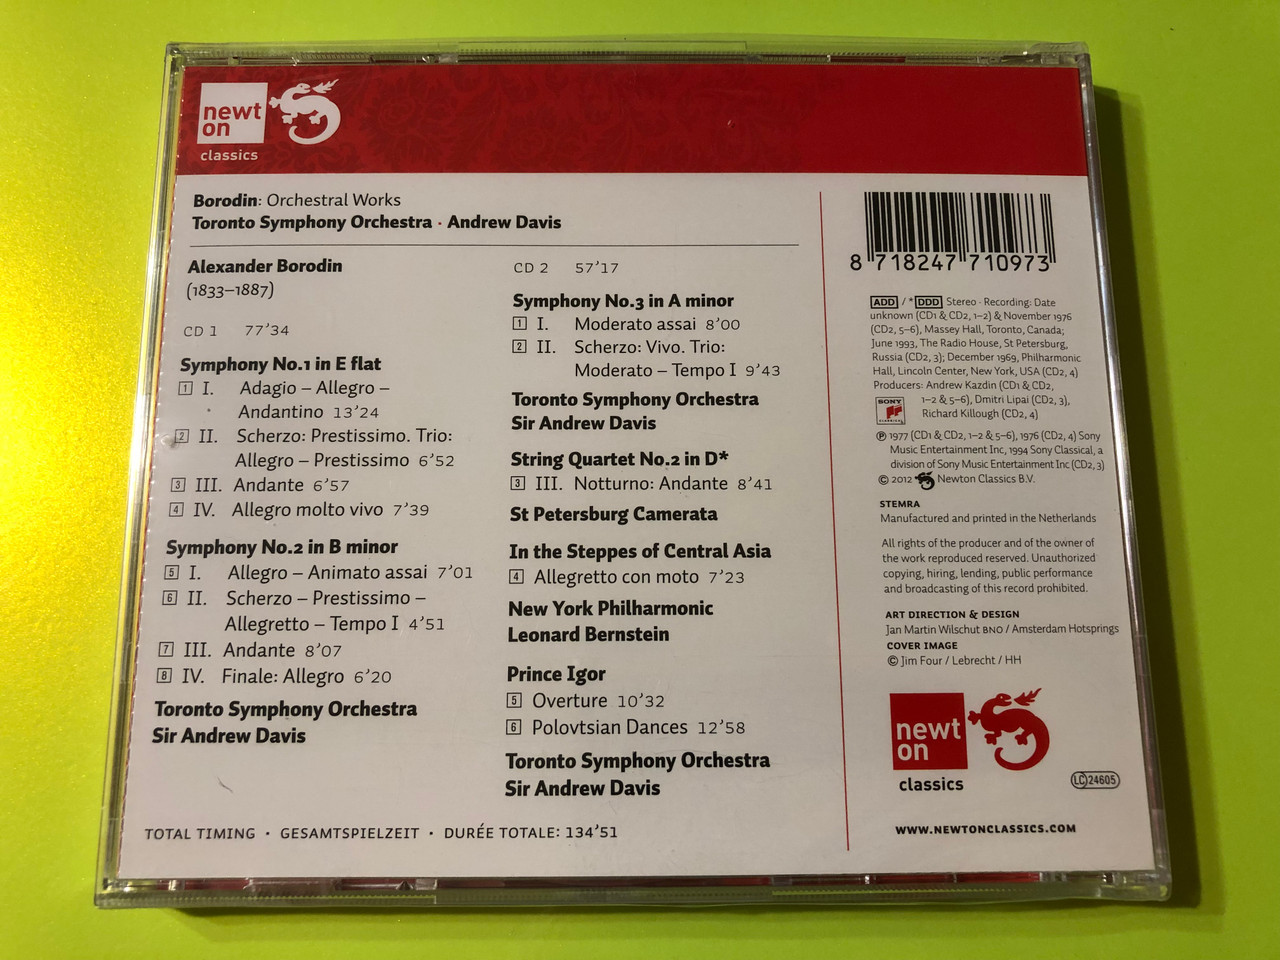 newt
on
classics
Borodin: Orchestral Works
Toronto Symphony Orchestra · Andrew Davis
Alexander Borodin
(1833–1887)
CD 1 77’34
Symphony No.1 in E flat
1 I. Adagio – Allegro –
Andantino 13’24
2 II. Scherzo: Prestissimo. Trio:
Allegro – Prestissimo 6’52
3 III. Andante 6’57
4 IV. Allegro molto vivo 7’39
Symphony No.2 in B minor
5 I. Allegro – Animato assai 7’01
6 II. Scherzo – Prestissimo –
Allegretto – Tempo I 4’51
7 III. Andante 8’07
8 IV. Finale: Allegro 6’20
Toronto Symphony Orchestra
Sir Andrew Davis
CD 2 57’17
Symphony No.3 in A minor
1 I. Moderato assai 8’00
2 II. Scherzo: Vivo. Trio:
Moderato – Tempo I 9’43
Toronto Symphony Orchestra
Sir Andrew Davis
String Quartet No.2 in D*
3 III. Notturno: Andante 8’41
St Petersburg Camerata
In the Steppes of Central Asia
4 Allegretto con moto 7’23
New York Philharmonic
Leonard Bernstein
Prince Igor
5 Overture 10’32
6 Polovtsian Dances 12’58
Toronto Symphony Orchestra
Sir Andrew Davis
TOTAL TIMING · GESAMTSPIELZEIT · DURÉE TOTALE: 134’51
8 718247 710973
ADD / * DDD Stereo · Recording: Date
unknown (CD1 & CD2, 1–2) & November 1976
(CD2, 5–6), Massey Hall, Toronto, Canada;
June 1993, The Radio House, St Petersburg,
Russia (CD2, 3); December 1969, Philharmonic
Hall, Lincoln Center, New York, USA (CD2, 4)
Producers: Andrew Kazdin (CD1 & CD2,
1–2 & 5–6), Dmitri Lipai (CD2, 3),
Richard Killough (CD2, 4)
SONY
CLASSICAL
℗ 1977 (CD1 & CD2, 1–2 & 5–6), 1976 (CD2, 4) Sony
Music Entertainment Inc, 1994 Sony Classical, a
division of Sony Music Entertainment Inc (CD2, 3)
© 2012 Newton Classics B.V.
STEMRA
Manufactured and printed in the Netherlands
All rights of the producer and of the owner of
the work reproduced reserved. Unauthorized
copying, hiring, lending, public performance
and broadcasting of this record prohibited.
ART DIRECTION & DESIGN
Jan Martin Wilschut BNO / Amsterdam Hotsprings
COVER IMAGE
© Jim Four / Lebrecht / HH
newt
on
classics
LC 24605
WWW.NEWTONCLASSICS.COM